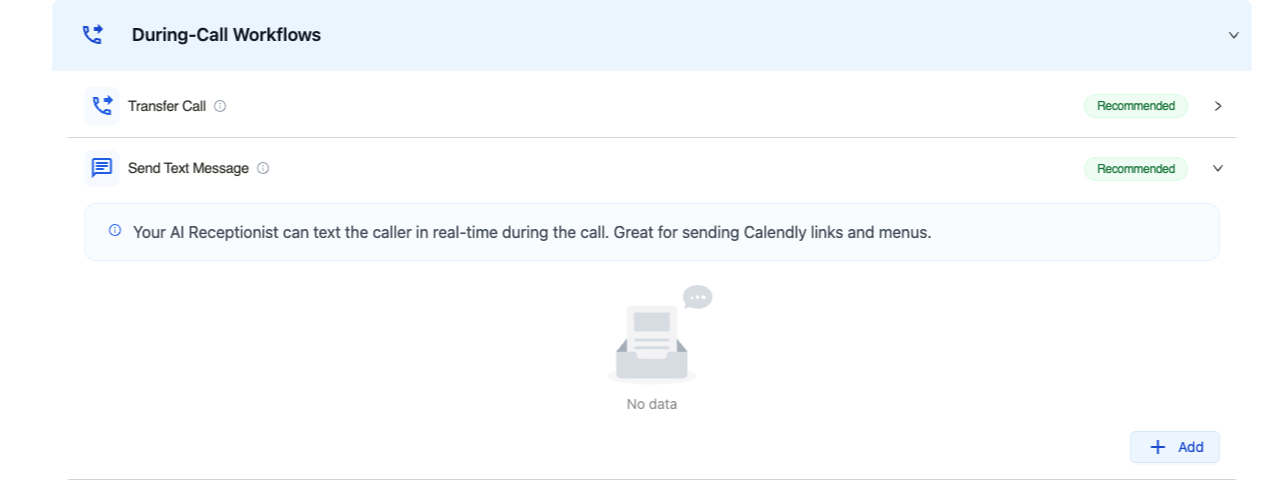 During-Call Workflows
Transfer Call
Recommended
Send Text Message
Recommended
Your AI Receptionist can text the caller in real-time during the call. Great for sending Calendly links and menus.
No data
Add